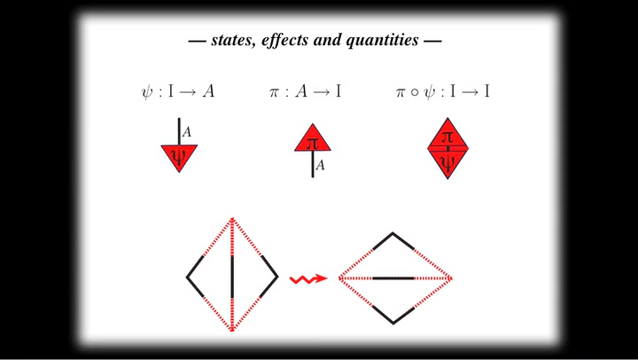 — states, effects and quantities —
ψ : I → A π : A → I π ∘ ψ : I → I
A π π
ψ A ψ